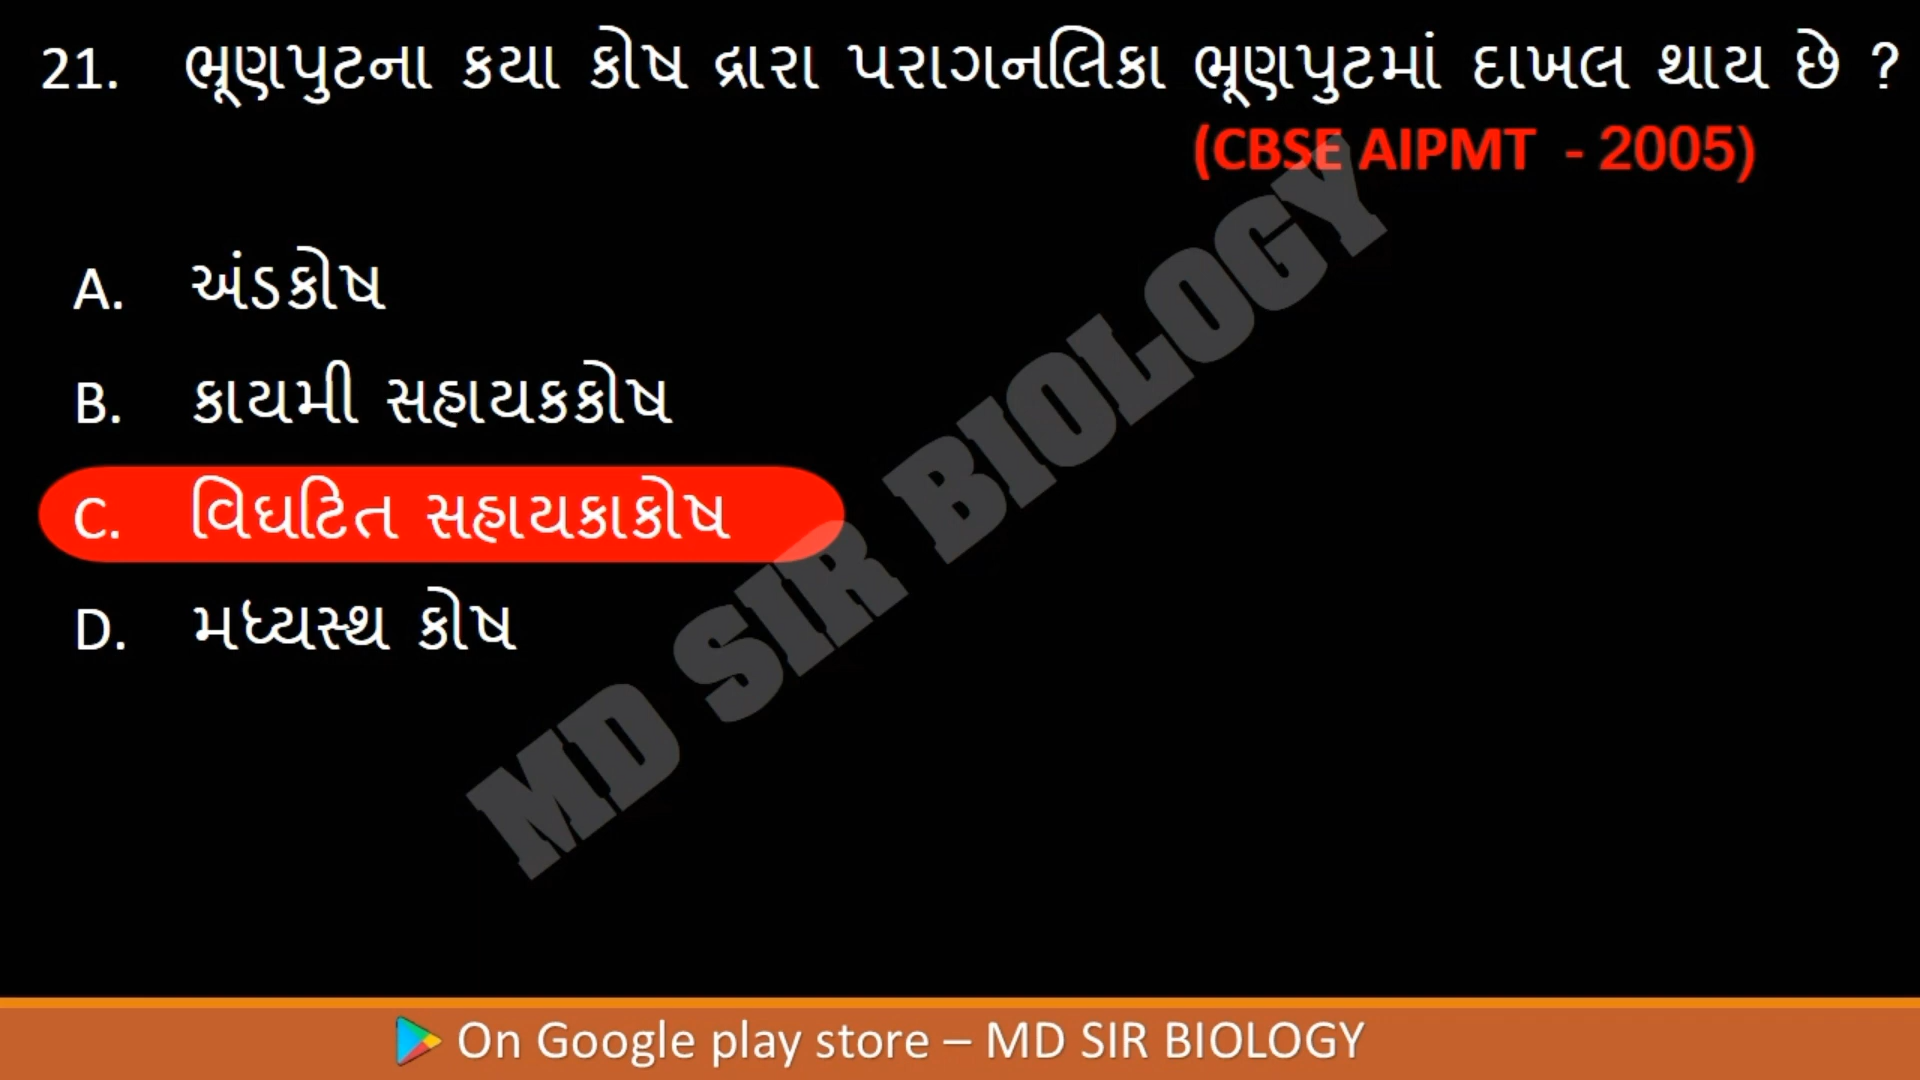 21. ભ્રૂણપુટના કયા કોષ દ્રારા પરાગનલિકા ભ્રૂણપુટમાં દાખલ થાય છે ?
(CBSE AIPMT - 2005)
A. અંડકોષ
B. કાયમી સહાયકકોષ
C. વિઘટિત સહાયકાકોષ
D. મધ્યસ્થ કોષ
MD SIR BIOLOGY
On Google play store – MD SIR BIOLOGY